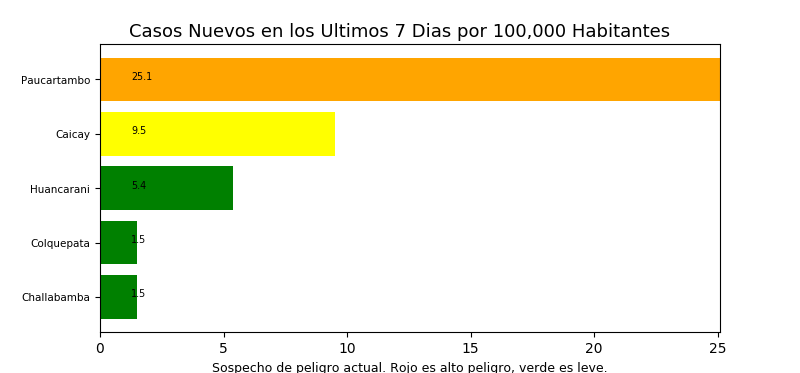 Casos Nuevos en los Ultimos 7 Dias por 100,000 Habitantes
Paucartambo 25.1
Caicay 9.5
Huancarani 5.4
Colquepata 1.5
Challabamba 1.5
0 5 10 15 20 25
Sospecho de peligro actual. Rojo es alto peligro, verde es leve.